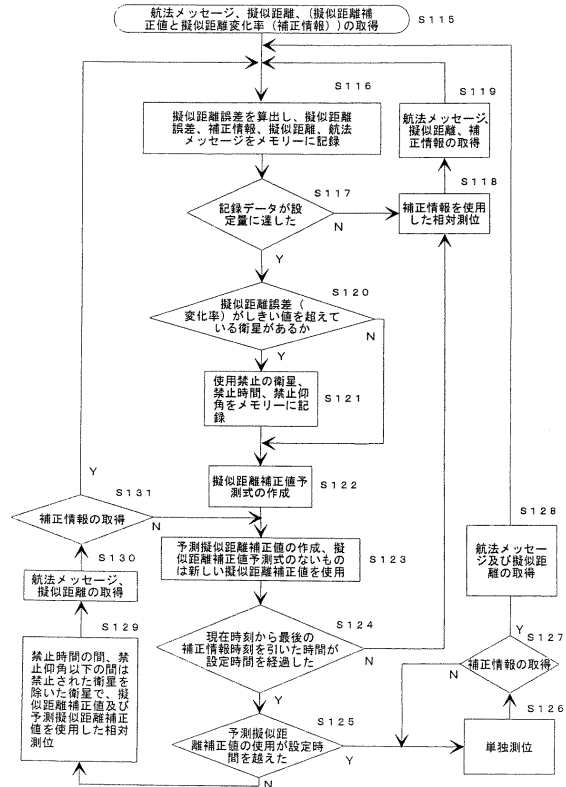 航法メッセージ、擬似距離、(擬似距離補
正値と擬似距離変化率(補正情報))の取得
S115
S116
擬似距離誤差を算出し、擬似距離
誤差、補正情報、擬似距離、航法
メッセージをメモリーに記録
S119
航法メッセージ、
擬似距離、補
正情報の取得
S117
記録データが設
定量に達した
N
Y
S118
補正情報を使用
した相対測位
S120
擬似距離誤差(
変化率)がしきい値を超えて
いる衛星があるか
N
Y
S121
使用禁止の衛星、
禁止時間、禁止仰
角をメモリーに記
録
S122
擬似距離補正値予
測式の作成
Y
S131
補正情報の取得
N
S123
予測擬似距離補正値の作成、擬
似距離補正値予測式のないもの
は新しい擬似距離補正値を使用
S130
航法メッセージ、
擬似距離の取得
S128
航法メッセー
ジ及び擬似距
離の取得
S124
現在時刻から最後の
補正情報時刻を引いた時間が
設定時間を経過した
N
Y
S129
禁止時間の間、禁
止仰角以下の間は
禁止された衛星を
除いた衛星で、擬
似距離補正値及び
予測擬似距離補正
値を使用した相対
測位
S127
補正情報の取得
Y
N
S125
予測擬似距
離補正値の使用が設定時
間を越えた
Y
N
S126
単独測位